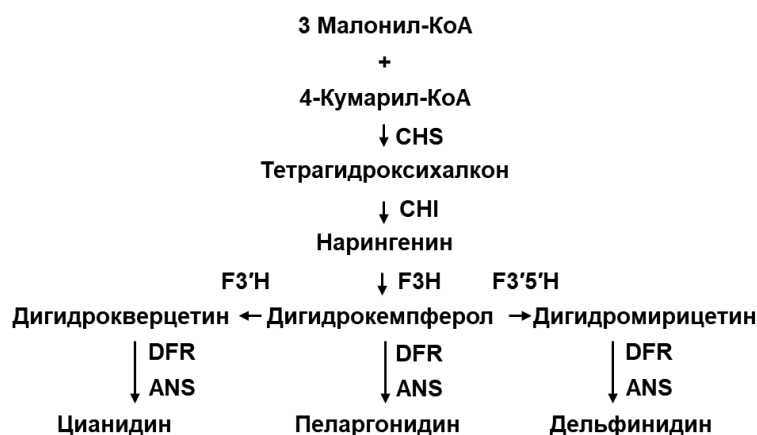 3 Малонил-КоА
+
4-Кумарил-КоА
CHS
Тетрагидроксихалкон
CHI
Нарингенин
F3'H F3H F3'5'H
Дигидрокверцетин Дигидрокемпферол Дигидромирицетин
DFR DFR DFR
ANS ANS ANS
Цианидин Пеларгонидин Дельфинидин